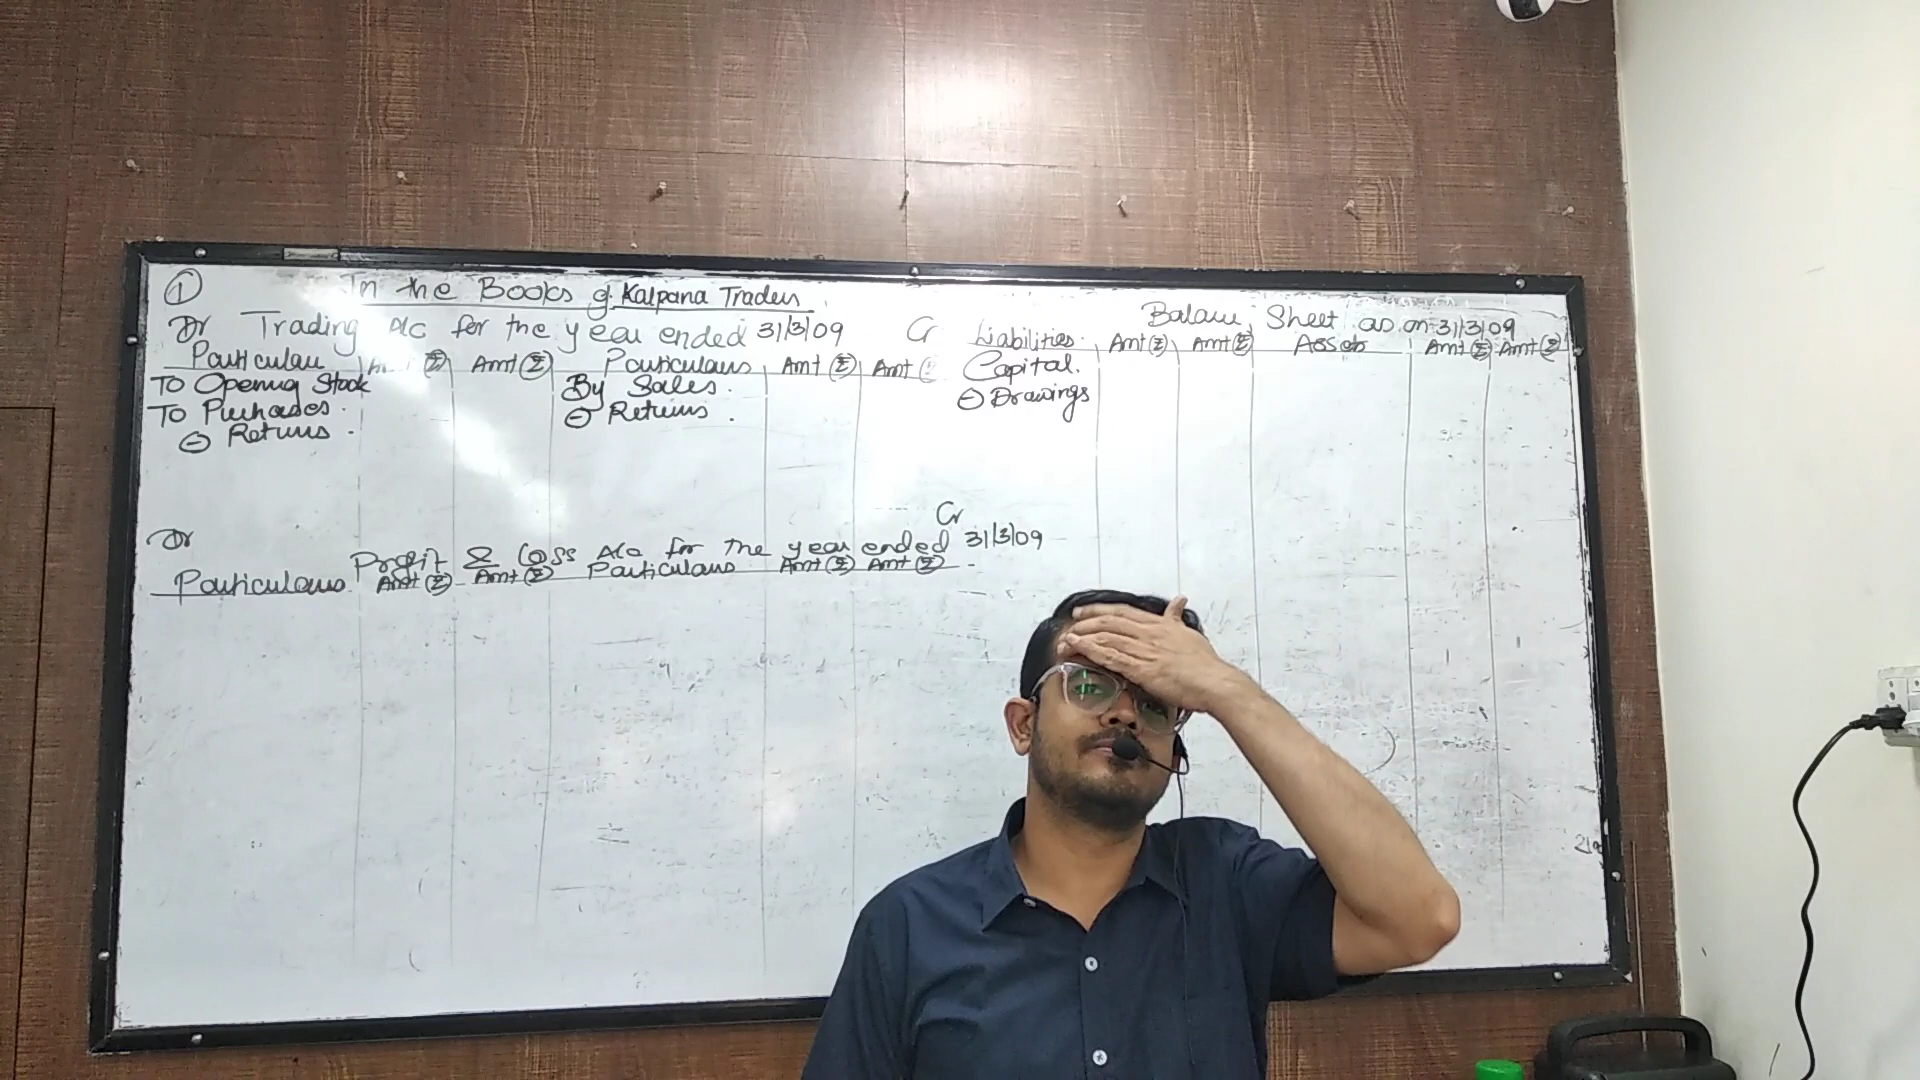 ①
In the Books of Kalpana Traders
Dr Trading A/c for the year ended 31/3/09 Cr
Particulars Amt (₹) Amt (₹) Particulars Amt (₹) Amt (₹)
To Opening Stock By Sales.
To Purchases. ⊖ Returns.
⊖ Returns.
Balance Sheet as on 31/3/09
Liabilities Amt (₹) Amt (₹) Assets Amt (₹) Amt (₹)
Capital.
⊖ Drawings
Dr Cr
Profit & Loss A/c for the year ended 31/3/09
Particulars Amt (₹) Amt (₹) Particulars Amt (₹) Amt (₹)